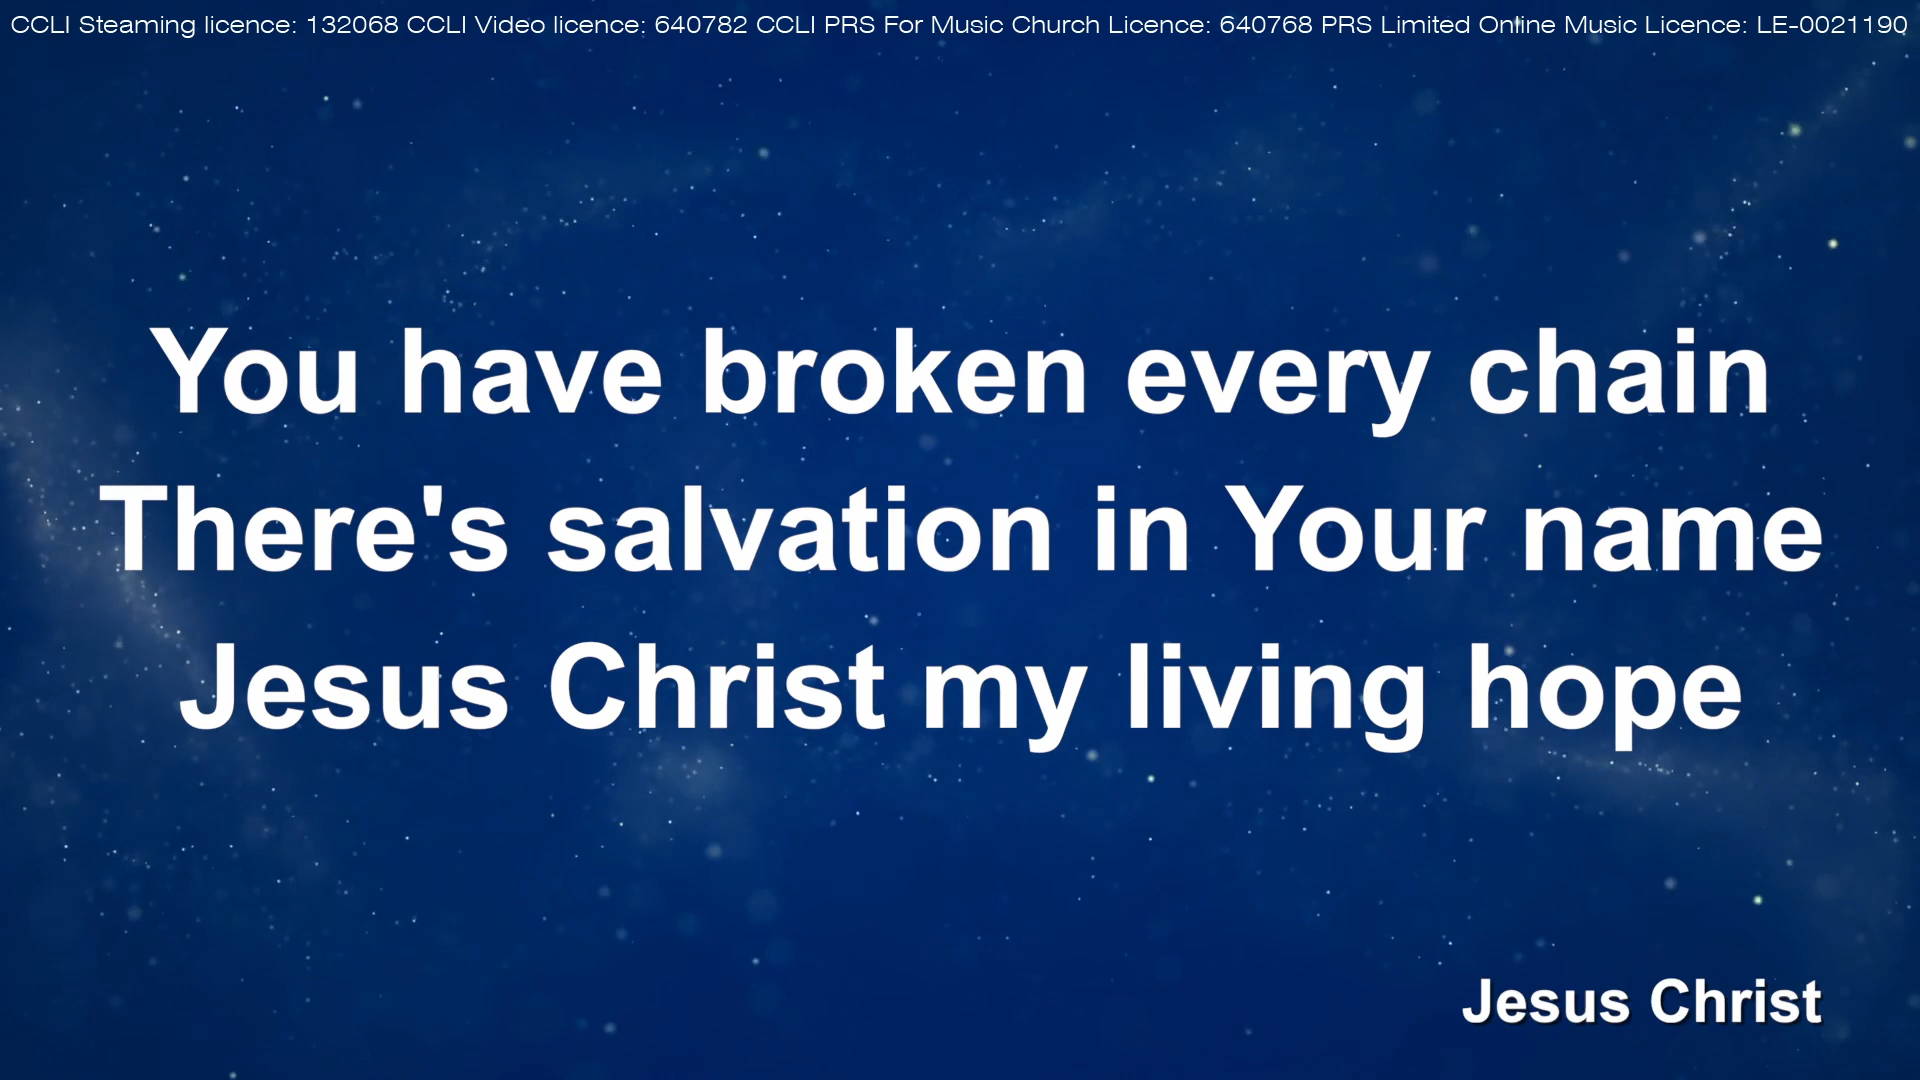 CCLI Steaming licence: 132068 CCLI Video licence: 640782 CCLI PRS For Music Church Licence: 640768 PRS Limited Online Music Licence: LE-0021190
You have broken every chain
There's salvation in Your name
Jesus Christ my living hope
Jesus Christ